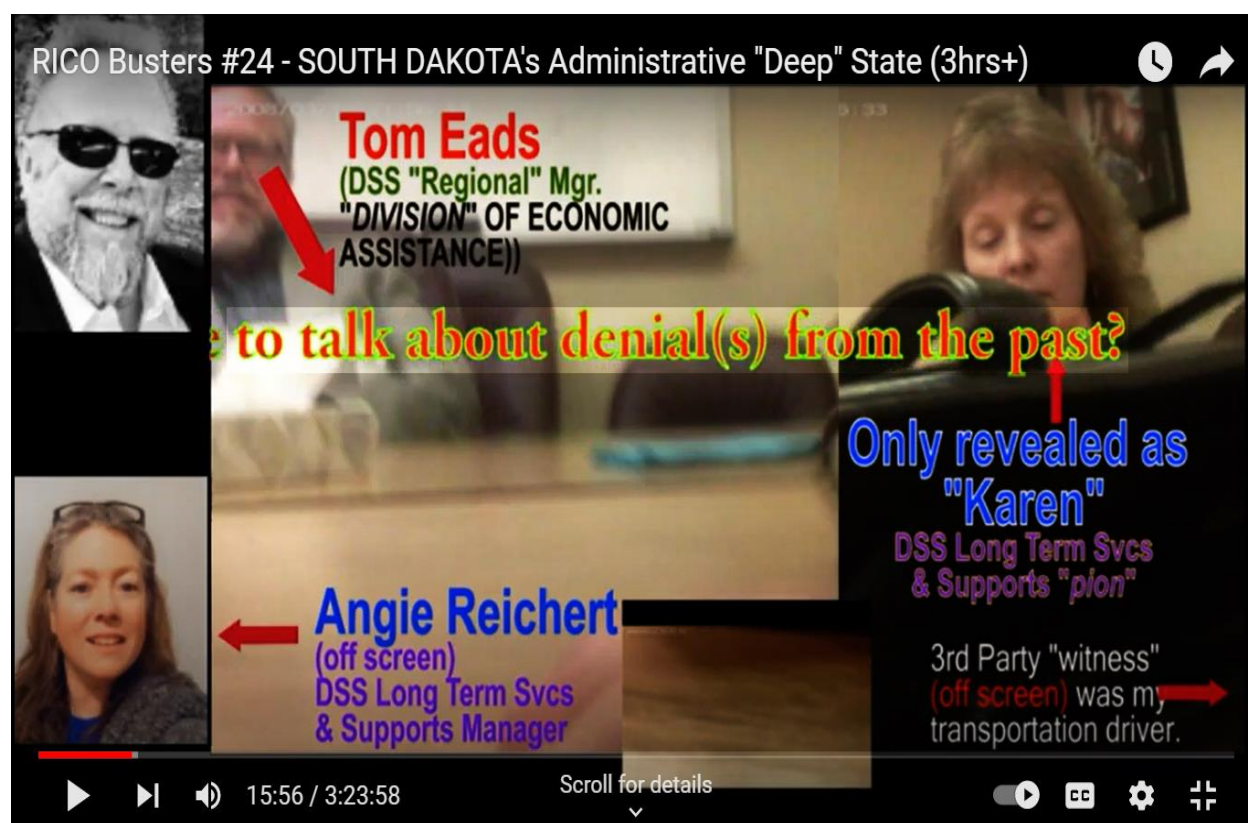 RICO Busters #24 - SOUTH DAKOTA's Administrative "Deep" State (3hrs+)
Tom Eads
(DSS "Regional" Mgr.
"DIVISION" OF ECONOMIC
ASSISTANCE))
to talk about denial(s) from the past?
Only revealed as
"Karen"
DSS Long Term Svcs
& Supports "pion"
Angie Reichert
(off screen)
DSS Long Term Svcs
& Supports Manager
3rd Party "witness"
(off screen) was my
transportation driver.
15:56 / 3:23:58
Scroll for details
CC